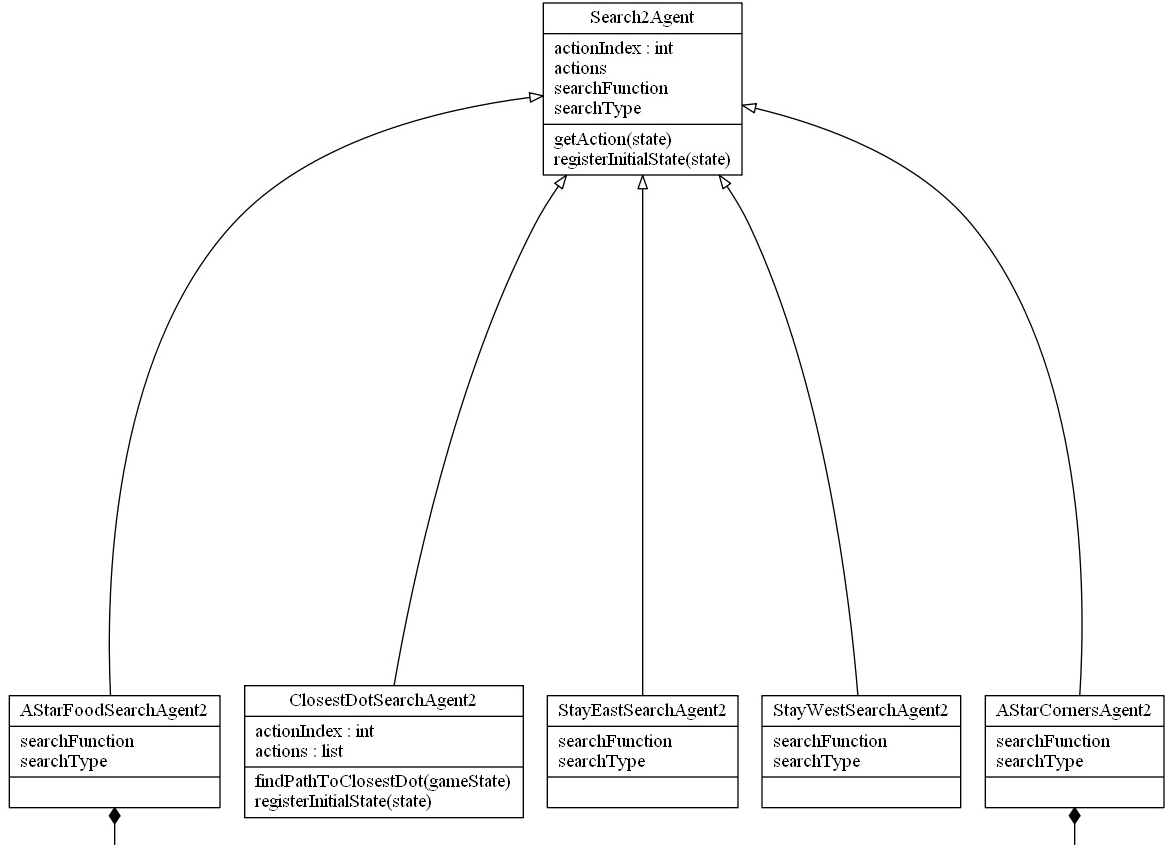 Search2Agent
actionIndex : int
actions
searchFunction
searchType
getAction(state)
registerInitialState(state)
AStarFoodSearchAgent2
searchFunction
searchType
ClosestDotSearchAgent2
actionIndex : int
actions : list
findPathToClosestDot(gameState)
registerInitialState(state)
StayEastSearchAgent2
searchFunction
searchType
StayWestSearchAgent2
searchFunction
searchType
AStarCornersAgent2
searchFunction
searchType